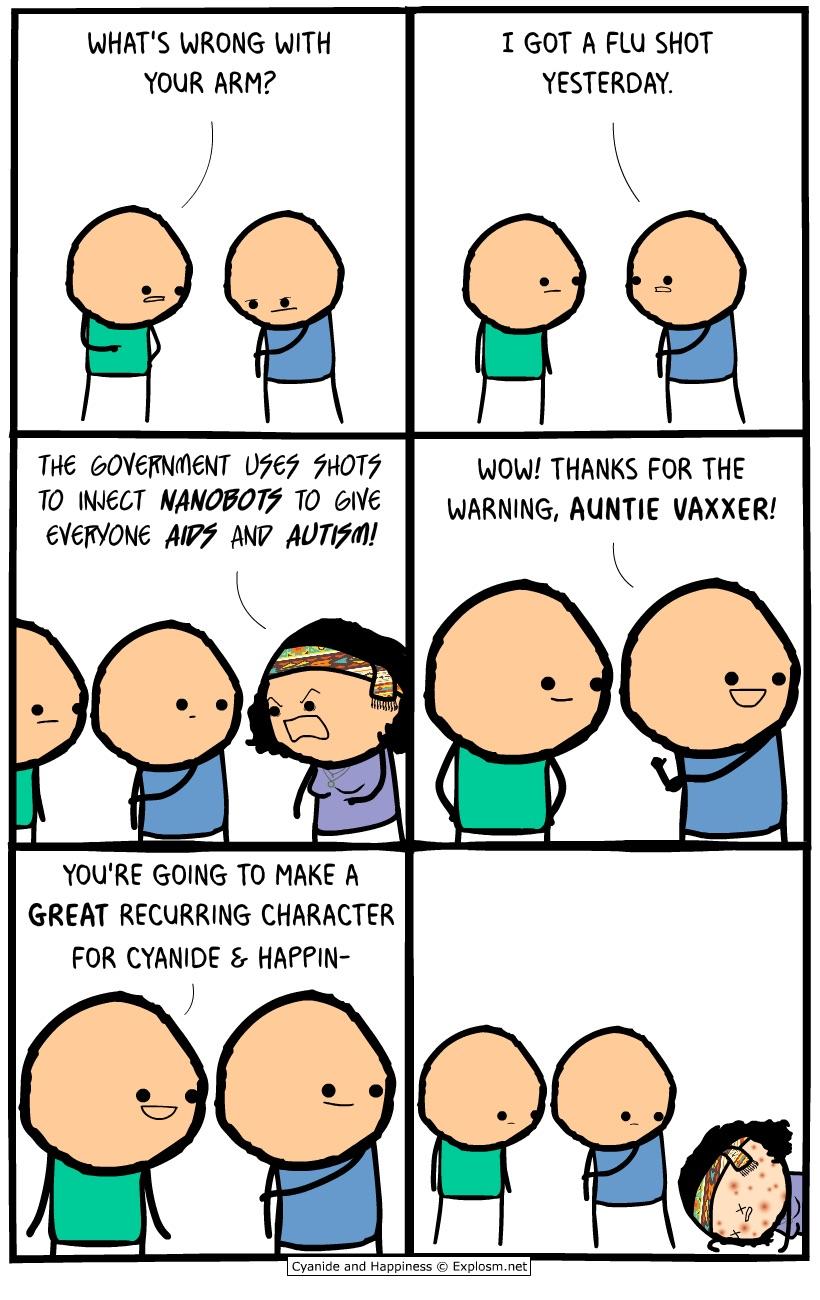 WHAT'S WRONG WITH
YOUR ARM?
I GOT A FLU SHOT
YESTERDAY.
THE GOVERNMENT USES SHOTS
TO INJECT NANOBOTS TO GIVE
EVERYONE AIDS AND AUTISM!
WOW! THANKS FOR THE
WARNING, AUNTIE VAXXER!
YOU'RE GOING TO MAKE A
GREAT RECURRING CHARACTER
FOR CYANIDE & HAPPIN-
Cyanide and Happiness © Explosm.net